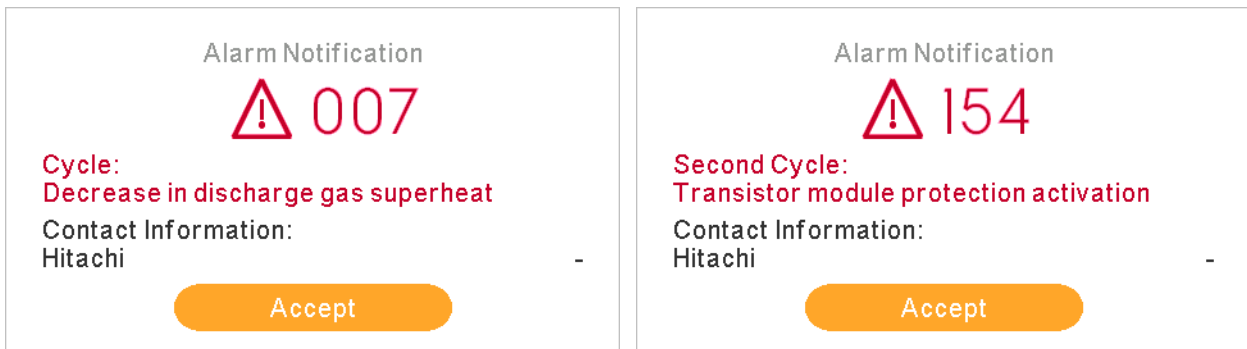 Alarm Notification
007
Cycle:
Decrease in discharge gas superheat
Contact Information:
Hitachi -
Accept
Alarm Notification
154
Second Cycle:
Transistor module protection activation
Contact Information:
Hitachi -
Accept